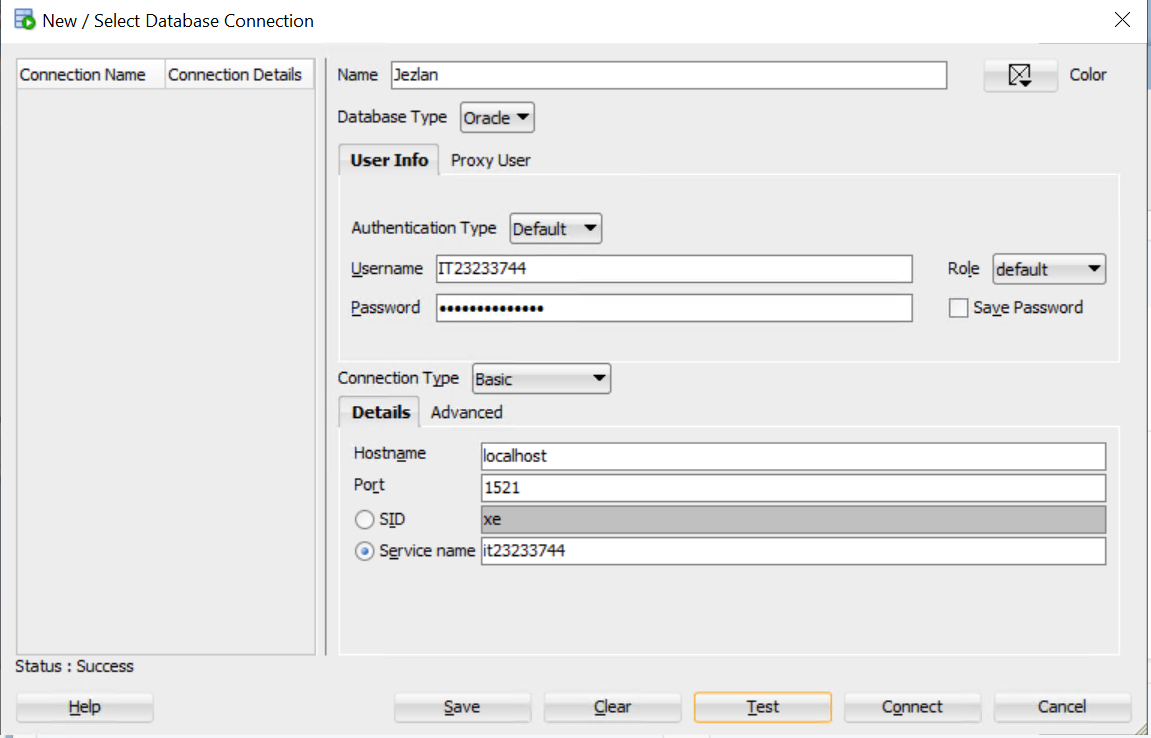 New / Select Database Connection
Connection Name Connection Details
Name Jezlan Color
Database Type Oracle
User Info Proxy User
Authentication Type Default
Username IT23233744 Role default
Password •••••••••••••• Save Password
Connection Type Basic
Details Advanced
Hostname localhost
Port 1521
SID xe
Service name it23233744
Status : Success
Help Save Clear Test Connect Cancel